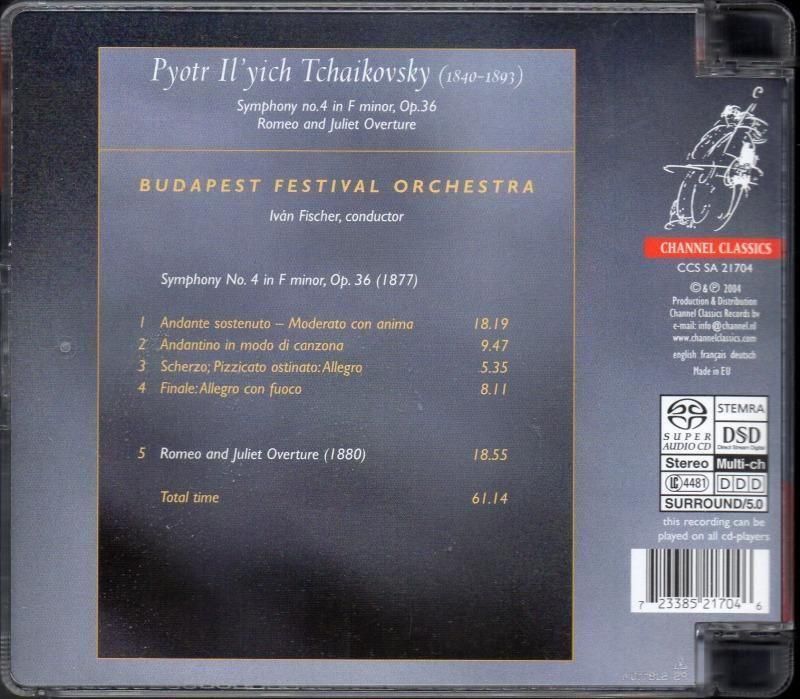 Pyotr Il'yich Tchaikovsky (1840-1893)
Symphony no.4 in F minor, Op.36
Romeo and Juliet Overture
BUDAPEST FESTIVAL ORCHESTRA
Iván Fischer, conductor
Symphony No. 4 in F minor, Op. 36 (1877)
1 Andante sostenuto – Moderato con anima 18.19
2 Andantino in modo di canzona 9.47
3 Scherzo; Pizzicato ostinato: Allegro 5.35
4 Finale: Allegro con fuoco 8.11
5 Romeo and Juliet Overture (1880) 18.55
Total time 61.14
CHANNEL CLASSICS
CCS SA 21704
©&℗ 2004
Production & Distribution
Channel Classics Records bv
e-mail: info@channel.nl
www.channelclassics.com
english français deutsch
Made in EU
SUPER AUDIO CD
STEMRA
DSD
Direct Stream Digital
Stereo Multi-ch
LC 4481 D D D
SURROUND/5.0
this recording can be
played on all cd-players
7 23385 21704 6